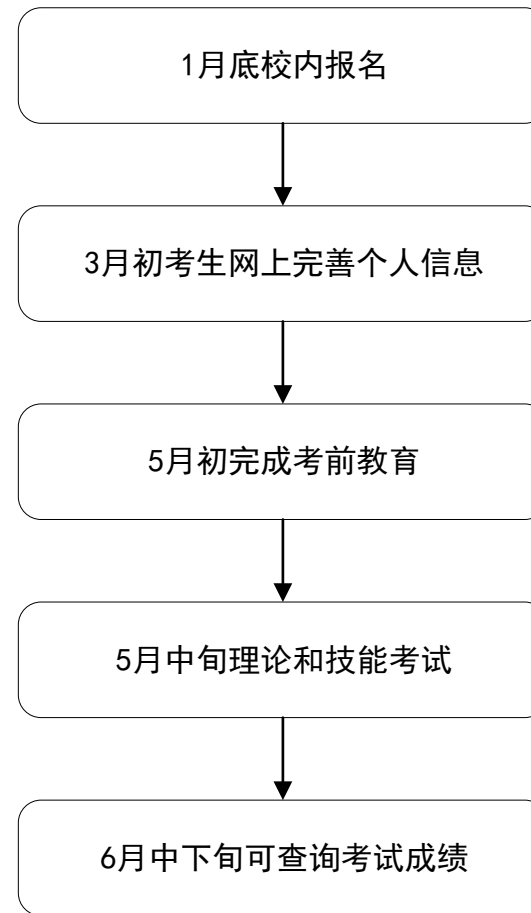 1月底校内报名
3月初考生网上完善个人信息
5月初完成考前教育
5月中旬理论和技能考试
6月中下旬可查询考试成绩